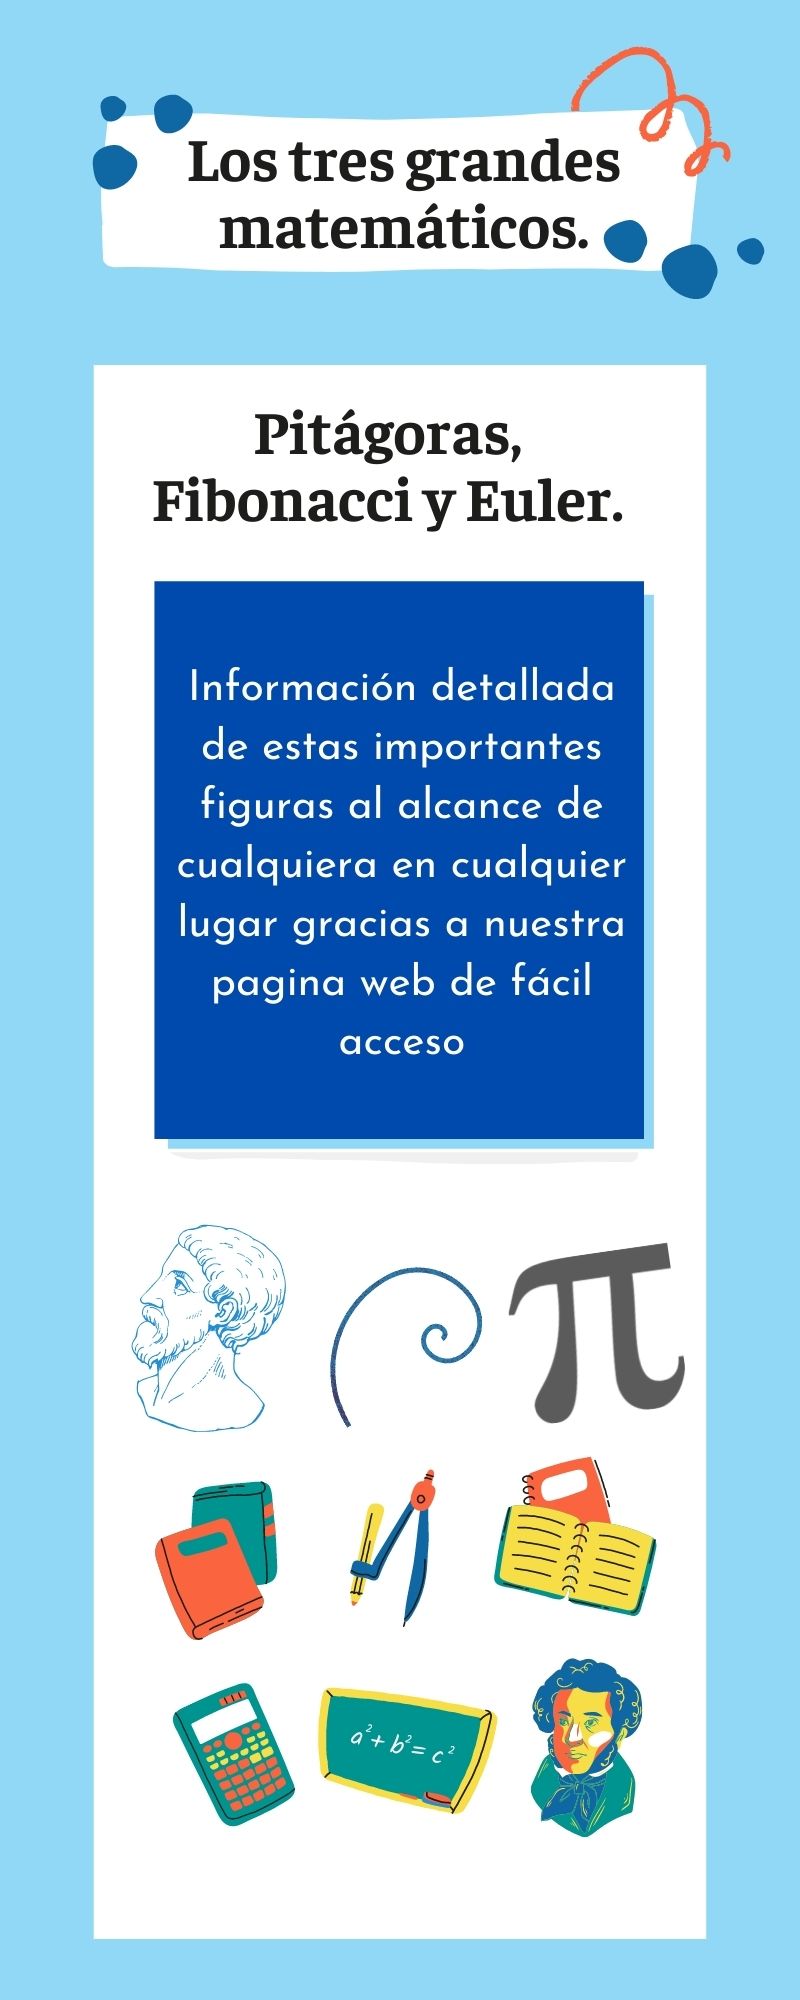 Los tres grandes
matemáticos.
Pitágoras,
Fibonacci y Euler.
Información detallada
de estas importantes
figuras al alcance de
cualquiera en cualquier
lugar gracias a nuestra
pagina web de fácil
acceso
π
a²+b²=c²